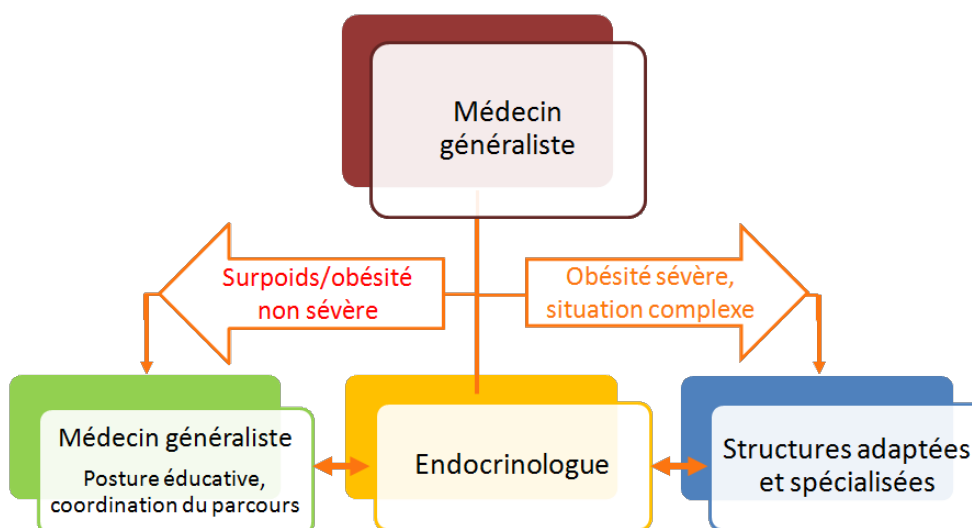 Médecin
généraliste
Surpoids/obésité
non sévère
Obésité sévère,
situation complexe
Médecin généraliste
Posture éducative,
coordination du parcours
Endocrinologue
Structures adaptées
et spécialisées